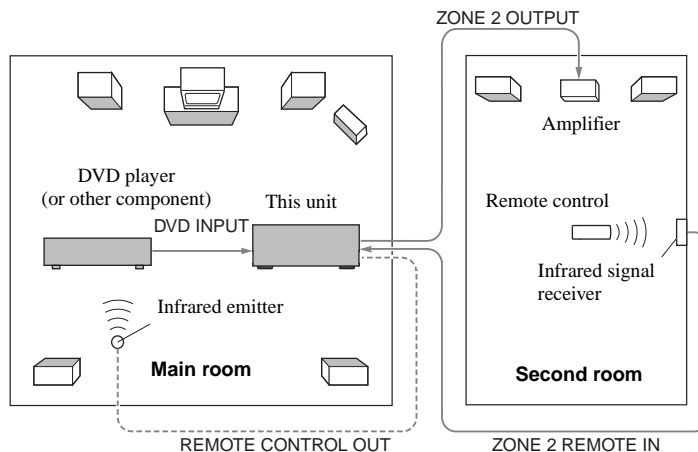 ZONE 2 OUTPUT
Amplifier
DVD player
(or other component)
This unit
DVD INPUT
Remote control
Infrared signal
receiver
Infrared emitter
Main room
Second room
REMOTE CONTROL OUT
ZONE 2 REMOTE IN